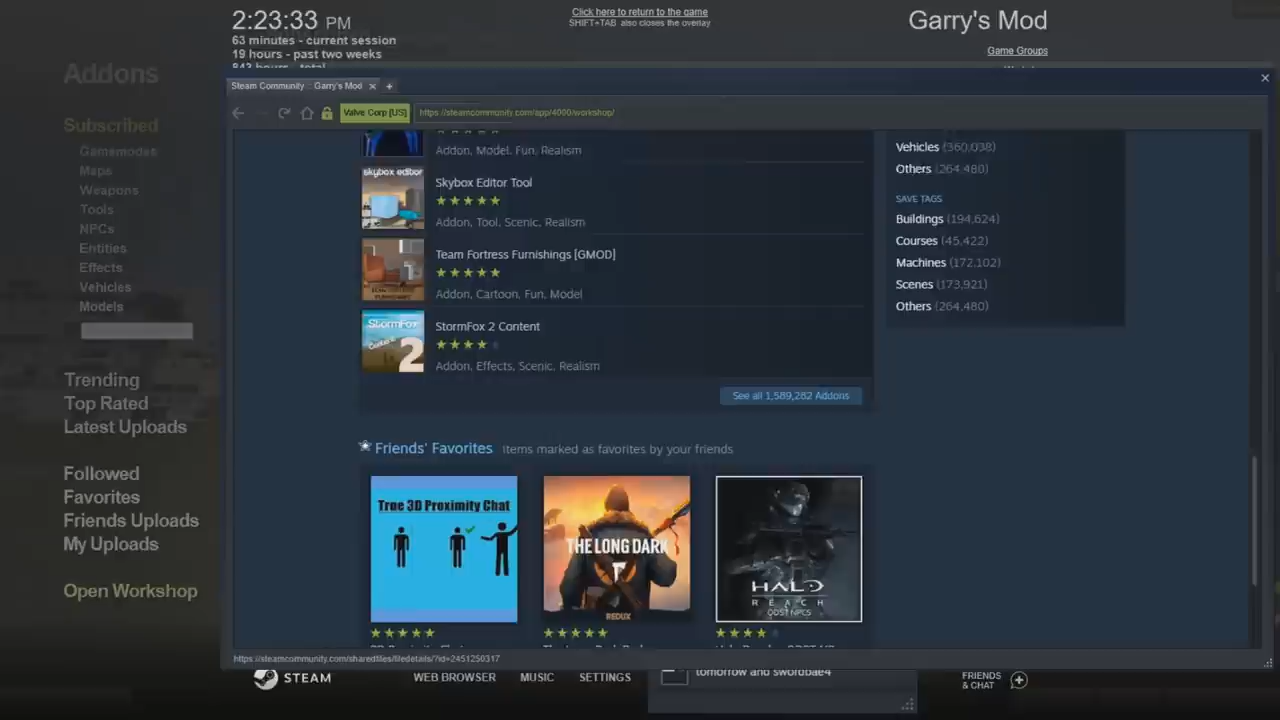 2:23:33 PM
63 minutes - current session
19 hours - past two weeks
843 hours - total
Click here to return to the game
SHIFT+TAB also closes the overlay
Garry's Mod
Game Groups
Addons
Subscribed
Gamemodes
Maps
Weapons
Tools
NPCs
Entities
Effects
Vehicles
Models
Trending
Top Rated
Latest Uploads
Followed
Favorites
Friends Uploads
My Uploads
Open Workshop
Steam Community :: Garry's Mod
Valve Corp [US]
https://steamcommunity.com/app/4000/workshop/
Addon, Model, Fun, Realism
skybox editor
Skybox Editor Tool
Addon, Tool, Scenic, Realism
Team Fortress Furnishings [GMOD]
Addon, Cartoon, Fun, Model
StormFox
Content
2
StormFox 2 Content
Addon, Effects, Scenic, Realism
See all 1,589,282 Addons
Vehicles (360,038)
Others (264,480)
SAVE TAGS
Buildings (194,624)
Courses (45,422)
Machines (172,102)
Scenes (173,921)
Others (264,480)
Friends' Favorites Items marked as favorites by your friends
True 3D Proximity Chat
THE LONG DARK
REDUX
HALO
REACH
ODST NPCS
https://steamcommunity.com/sharedfiles/filedetails/?id=2451250317
STEAM
WEB BROWSER
MUSIC
SETTINGS
tomorrow and swordbae4
FRIENDS
& CHAT